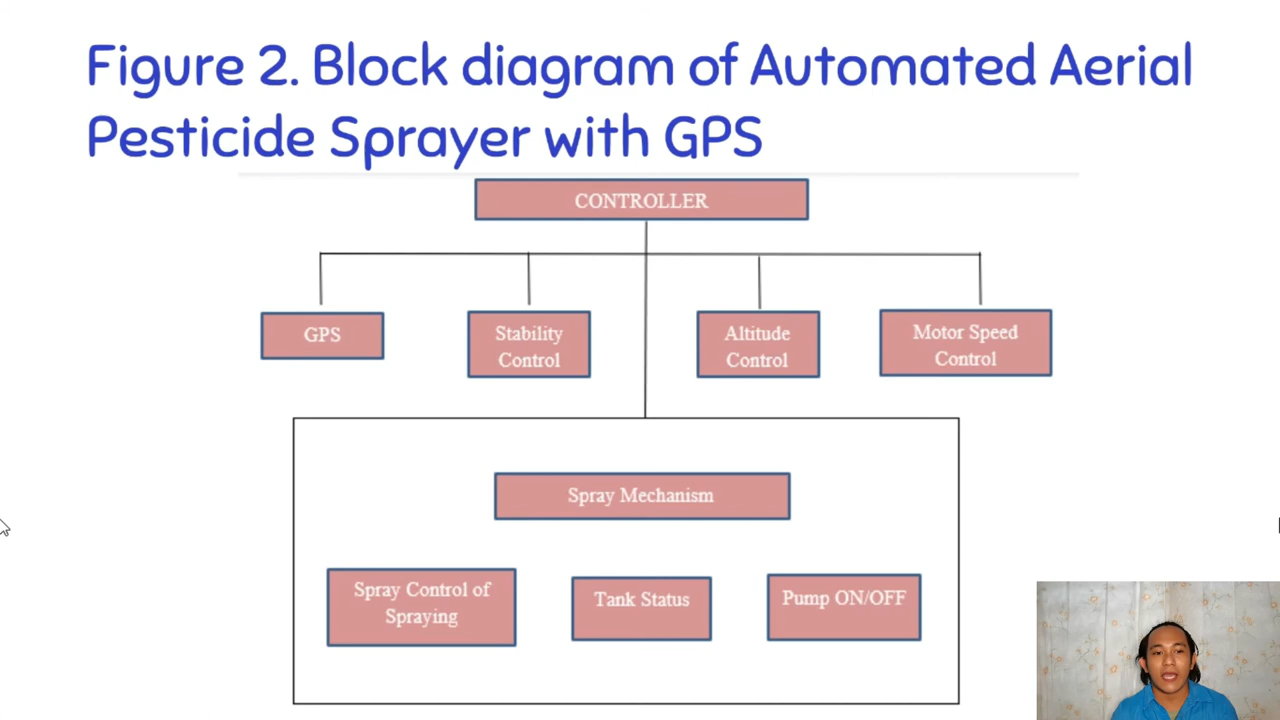 Figure 2. Block diagram of Automated Aerial
Pesticide Sprayer with GPS
CONTROLLER
GPS
Stability
Control
Altitude
Control
Motor Speed
Control
Spray Mechanism
Spray Control of
Spraying
Tank Status
Pump ON/OFF